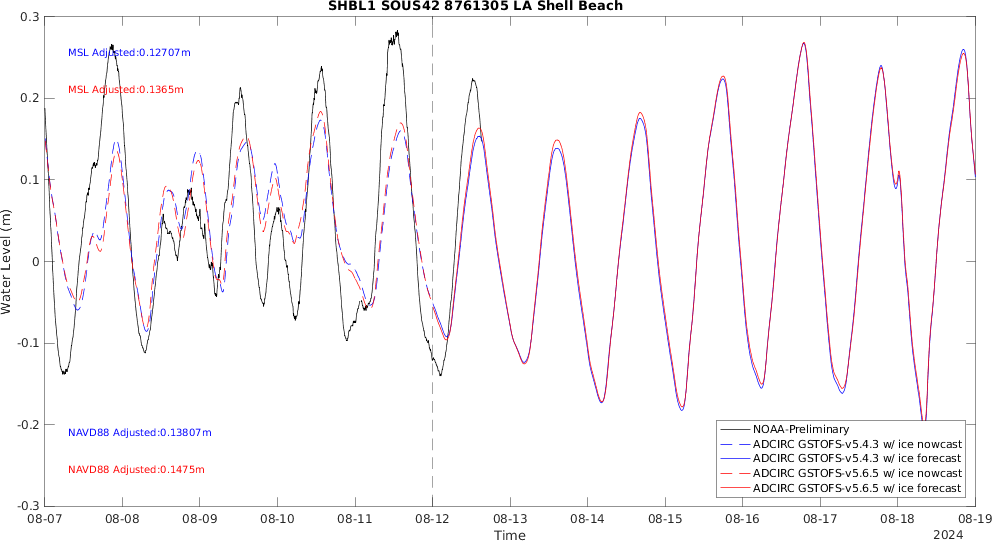 SHBL1 SOUS42 8761305 LA Shell Beach
0.3
0.2
0.1
0
-0.1
-0.2
-0.3
Water Level (m)
MSL Adjusted:0.12707m
MSL Adjusted:0.1365m
NAVD88 Adjusted:0.13807m
NAVD88 Adjusted:0.1475m
NOAA-Preliminary
ADCIRC GSTOFS-v5.4.3 w/ ice nowcast
ADCIRC GSTOFS-v5.4.3 w/ ice forecast
ADCIRC GSTOFS-v5.6.5 w/ ice nowcast
ADCIRC GSTOFS-v5.6.5 w/ ice forecast
08-07 08-08 08-09 08-10 08-11 08-12 08-13 08-14 08-15 08-16 08-17 08-18 08-19
Time
2024